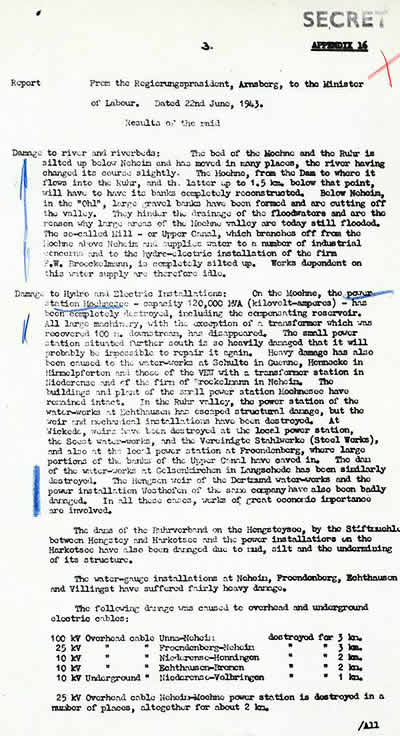 SECRET
3.
APPENDIX 16
Report From the Regierungspraesident, Arnsberg, to the Minister
of Labour. Dated 22nd June, 1943.
Results of the raid
Damage to river and riverbeds: The bed of the Moehne and the Ruhr is
silted up below Neheim and has moved in many places, the river having
changed its course slightly. The Moehne, from the Dam to where it
flows into the Ruhr, and the latter up to 1.5 km. below that point,
will have to have its banks completely reconstructed. Below Neheim,
in the "Ohl", large gravel banks have been formed and are cutting off
the valley. They hinder the drainage of the floodwaters and are the
reason why large areas of the Moehne valley are today still flooded.
The so-called Mill - or Upper Canal, which branches off from the
Moehne above Neheim and supplies water to a number of industrial
concerns and to the hydro-electric installation of the firm
F.W. Broeckelmann, is completely silted up. Works dependent on
this water supply are therefore idle.
Damage to Hydro and Electric Installations: On the Moehne, the power
station Moehnesee - capacity 120,000 (kilovolt-amperes) - has
been completely destroyed, including the compensating reservoir.
All large machinery, with the exception of a transformer which was
recovered 100 m. downstream, has disappeared. The small power
station situated further south is so heavily damaged that it will
probably be impossible to repair it again. Heavy damage has also
been caused to the water-works at Schulte in and those of the VEW with a transformer station in
Niederense and of the firm of Broeckelmann in Neheim. The
buildings and plant of the small power station Moehnesee have
remained intact. In the Ruhr valley, the power station of the
water-works at Echthausen has escaped structural damage, but the
weir and mechanical installations have been destroyed. At
Wickede, weirs have been destroyed at the local power station,
the Soest water-works, and the Vereinigte Stahlwerke (Steel Works),
and also at the local power station at Froendenberg, where large
portions of the banks of the Upper Canal have caved in. The dam
of the water-works at Gelsenkirchen in Langschede has been similarly
destroyed. The Hengsen weir of the Dortmund water-works and the
power installation Westhofen of the same company have also been badly
damaged. In all these cases, works of great economic importance
are involved.
The dams of the Ruhrverband on the Hengsteysee, by the
between Hengstey and Harkotsee and the power installations on the
Harkotsee have also been damaged due to mud, silt and the undermining
of its structure.
The water-gauge installations at Neheim, Froendenberg, Echthausen
and Villingst have suffered fairly heavy damage.
The following damage was caused to overhead and underground
electric cables:
100 kV Overhead cable Unna-Neheim destroyed for 3 km.
25 kV " " Froendenberg-Neheim " " 3 km.
10 kV " " Niederense-Honningen " " 2 km.
10 kV " " Echthausen-Bremen " " 2 km.
10 kV Underground " Niederense-Volbringen " " 1 km.
25 kV Overhead cable Neheim-Moehne power station is destroyed in a
number of places, altogether for about 2 km.
/All